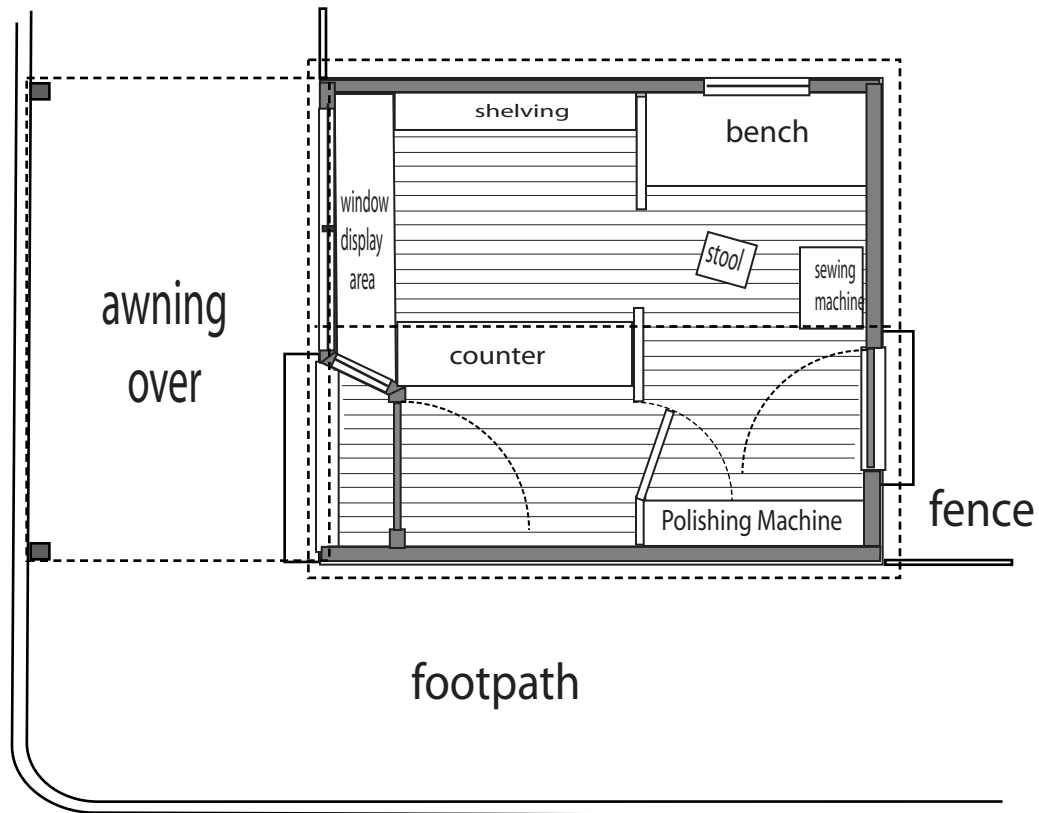 shelving
bench
window
display
area
stool
sewing
machine
awning
over
counter
Polishing Machine
fence
footpath